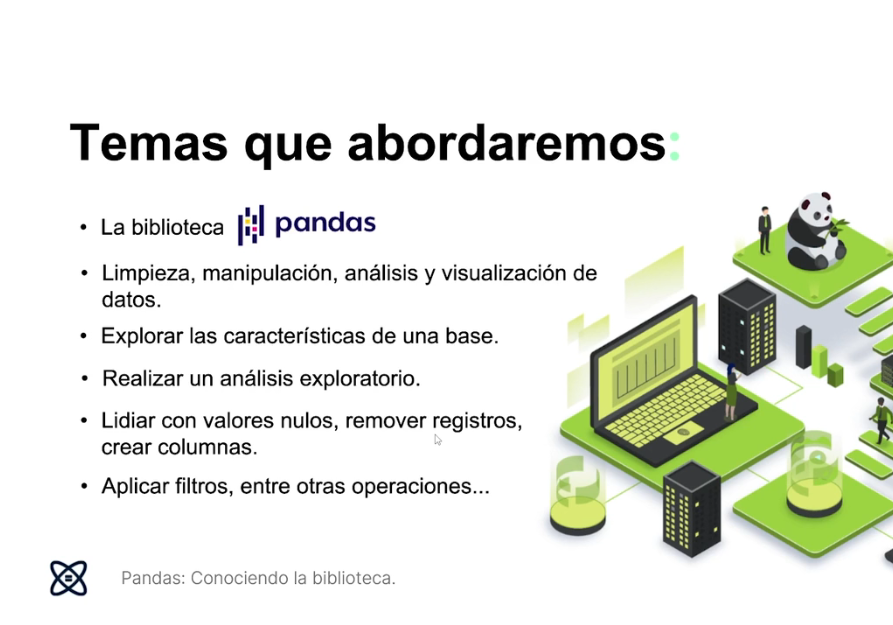 Temas que abordaremos:
• La biblioteca pandas
• Limpieza, manipulación, análisis y visualización de
datos.
• Explorar las características de una base.
• Realizar un análisis exploratorio.
• Lidiar con valores nulos, remover registros,
crear columnas.
• Aplicar filtros, entre otras operaciones...
Pandas: Conociendo la biblioteca.